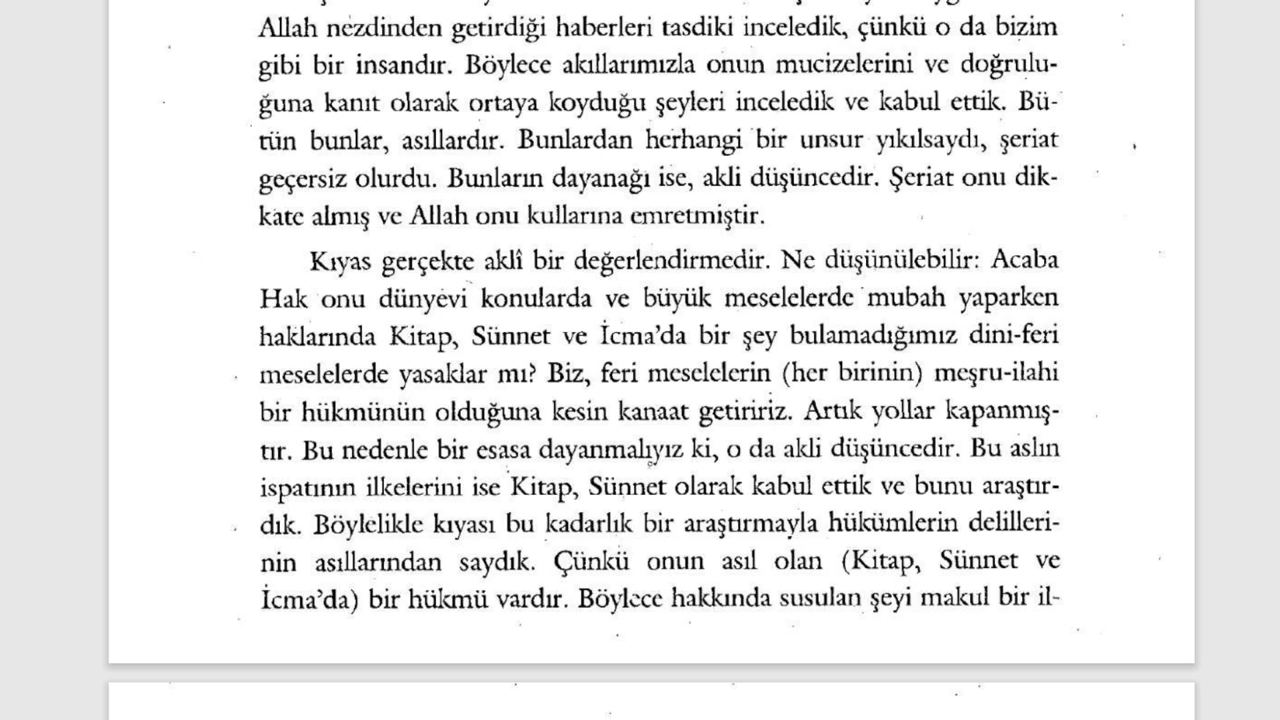 Allah nezdinden getirdiği haberleri tasdiki inceledik, çünkü o da bizim
gibi bir insandır. Böylece akıllarımızla onun mucizelerini ve doğrulu-
ğuna kanıt olarak ortaya koyduğu şeyleri inceledik ve kabul ettik. Bü-
tün bunlar, asıllardır. Bunlardan herhangi bir unsur yıkılsaydı, şeriat
geçersiz olurdu. Bunların dayanağı ise, akli düşüncedir. Şeriat onu dik-
kate almış ve Allah onu kullarına emretmiştir.
Kıyas gerçekte aklî bir değerlendirmedir. Ne düşünülebilir: Acaba
Hak onu dünyevi konularda ve büyük meselelerde mubah yaparken
haklarında Kitap, Sünnet ve İcma’da bir şey bulamadığımız dini-feri
meselelerde yasaklar mı? Biz, feri meselelerin (her birinin) meşru-ilahi
bir hükmünün olduğuna kesin kanaat getiririz. Artık yollar kapanmış-
tır. Bu nedenle bir esasa dayanmalıyız ki, o da akli düşüncedir. Bu aslın
ispatının ilkelerini ise Kitap, Sünnet olarak kabul ettik ve bunu araştır-
dık. Böylelikle kıyası bu kadarlık bir araştırmayla hükümlerin delilleri-
nin asıllarından saydık. Çünkü onun asıl olan (Kitap, Sünnet ve
İcma’da) bir hükmü vardır. Böylece hakkında susulan şeyi makul bir il-